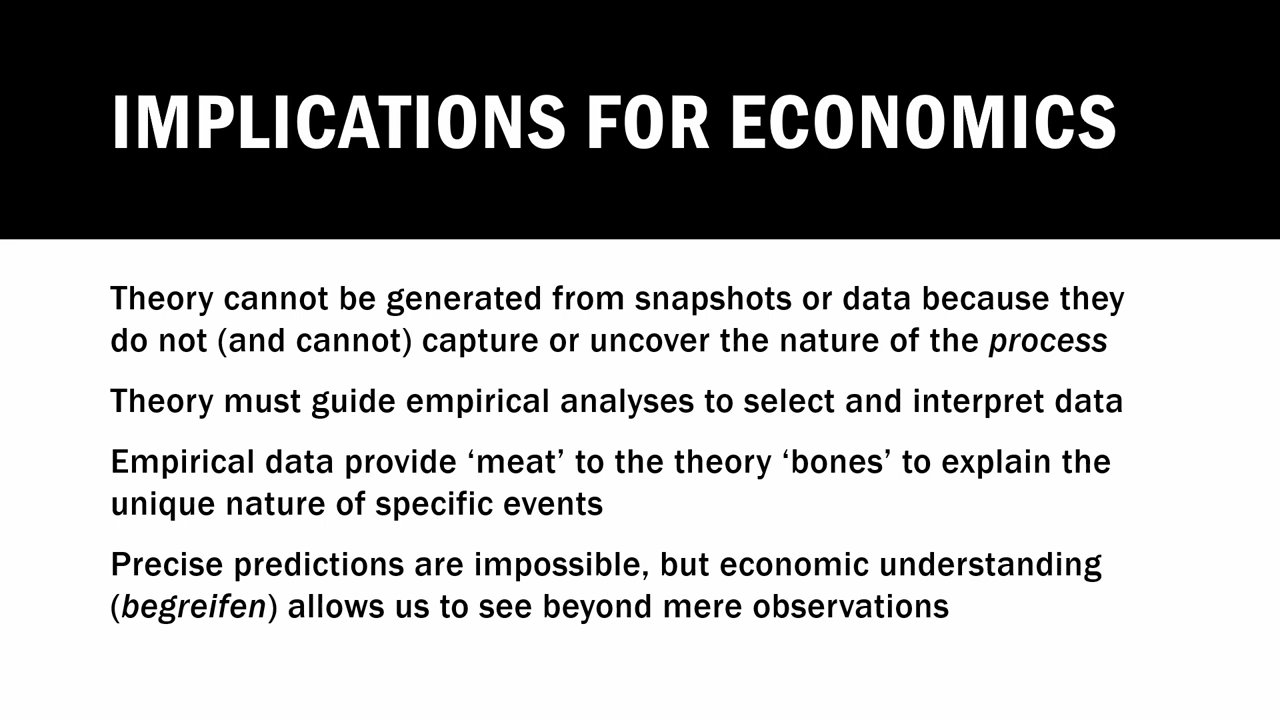 IMPLICATIONS FOR ECONOMICS
Theory cannot be generated from snapshots or data because they
do not (and cannot) capture or uncover the nature of the process
Theory must guide empirical analyses to select and interpret data
Empirical data provide ‘meat’ to the theory ‘bones’ to explain the
unique nature of specific events
Precise predictions are impossible, but economic understanding
(begreifen) allows us to see beyond mere observations